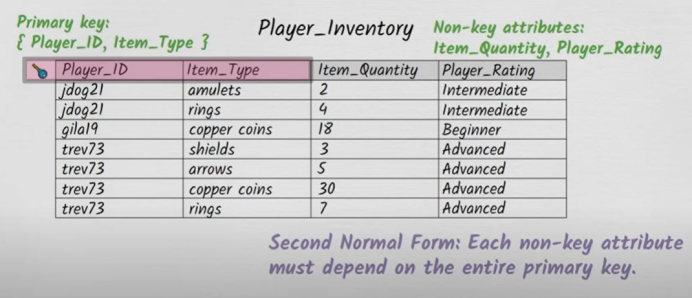 Primary key:
{ Player_ID, Item_Type }
Player_Inventory
Non-key attributes:
Item_Quantity, Player_Rating
Player_ID Item_Type Item_Quantity Player_Rating
jdog21 amulets 2 Intermediate
jdog21 rings 4 Intermediate
gila19 copper coins 18 Beginner
trev73 shields 3 Advanced
trev73 arrows 5 Advanced
trev73 copper coins 30 Advanced
trev73 rings 7 Advanced
Second Normal Form: Each non-key attribute
must depend on the entire primary key.